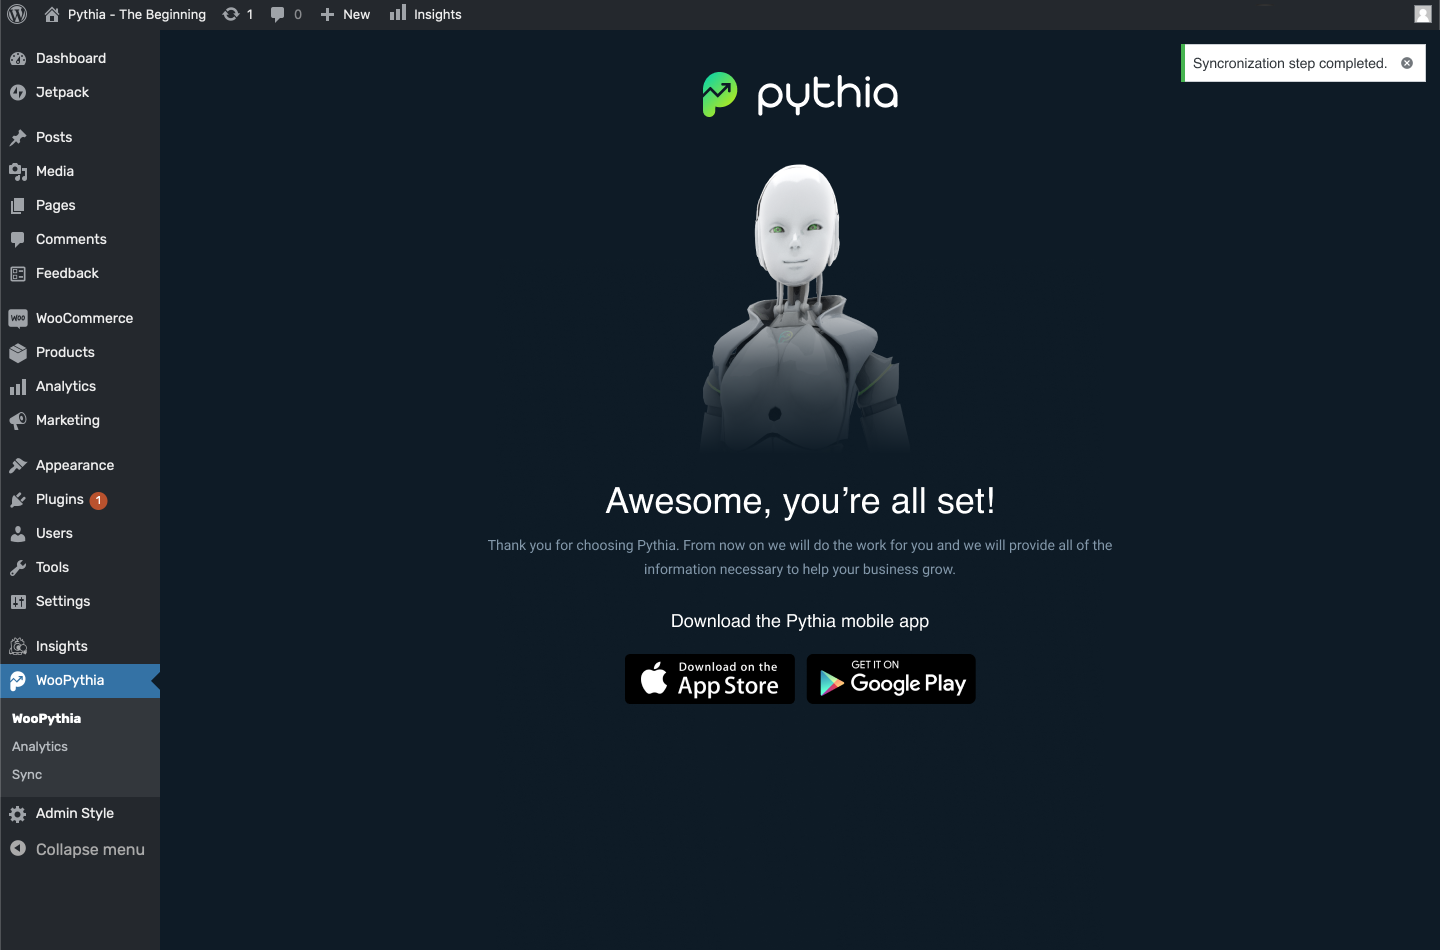 Pythia - The Beginning
1
0
New
Insights
Dashboard
Jetpack
Posts
Media
Pages
Comments
Feedback
WOO
WooCommerce
Products
Analytics
Marketing
Appearance
Plugins 1
Users
Tools
Settings
Insights
WooPythia
WooPythia
Analytics
Sync
Admin Style
Collapse menu
Syncronization step completed.
pythia
Awesome, you’re all set!
Thank you for choosing Pythia. From now on we will do the work for you and we will provide all of the
information necessary to help your business grow.
Download the Pythia mobile app
Download on the
App Store
GET IT ON
Google Play